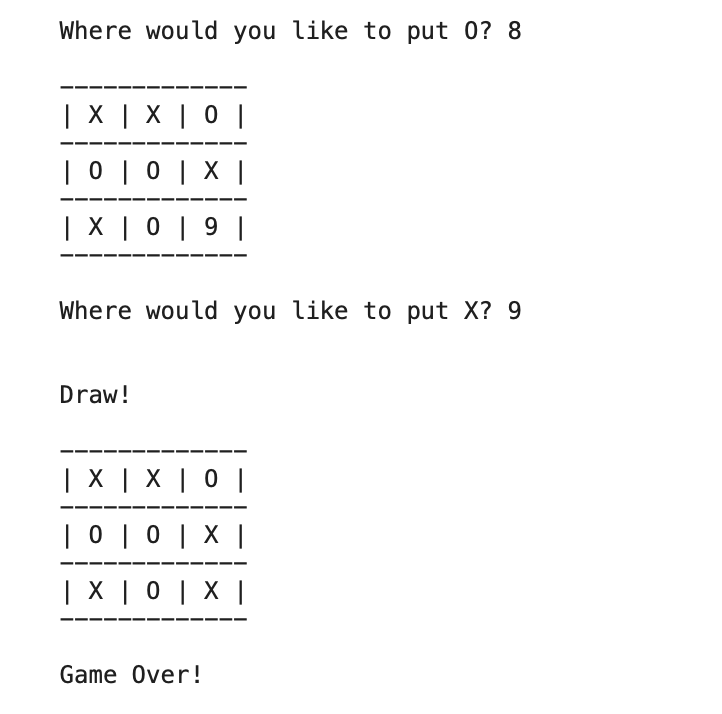 Where would you like to put O? 8
-------------
| X | X | O |
-------------
| O | O | X |
-------------
| X | O | 9 |
-------------
Where would you like to put X? 9
Draw!
-------------
| X | X | O |
-------------
| O | O | X |
-------------
| X | O | X |
-------------
Game Over!